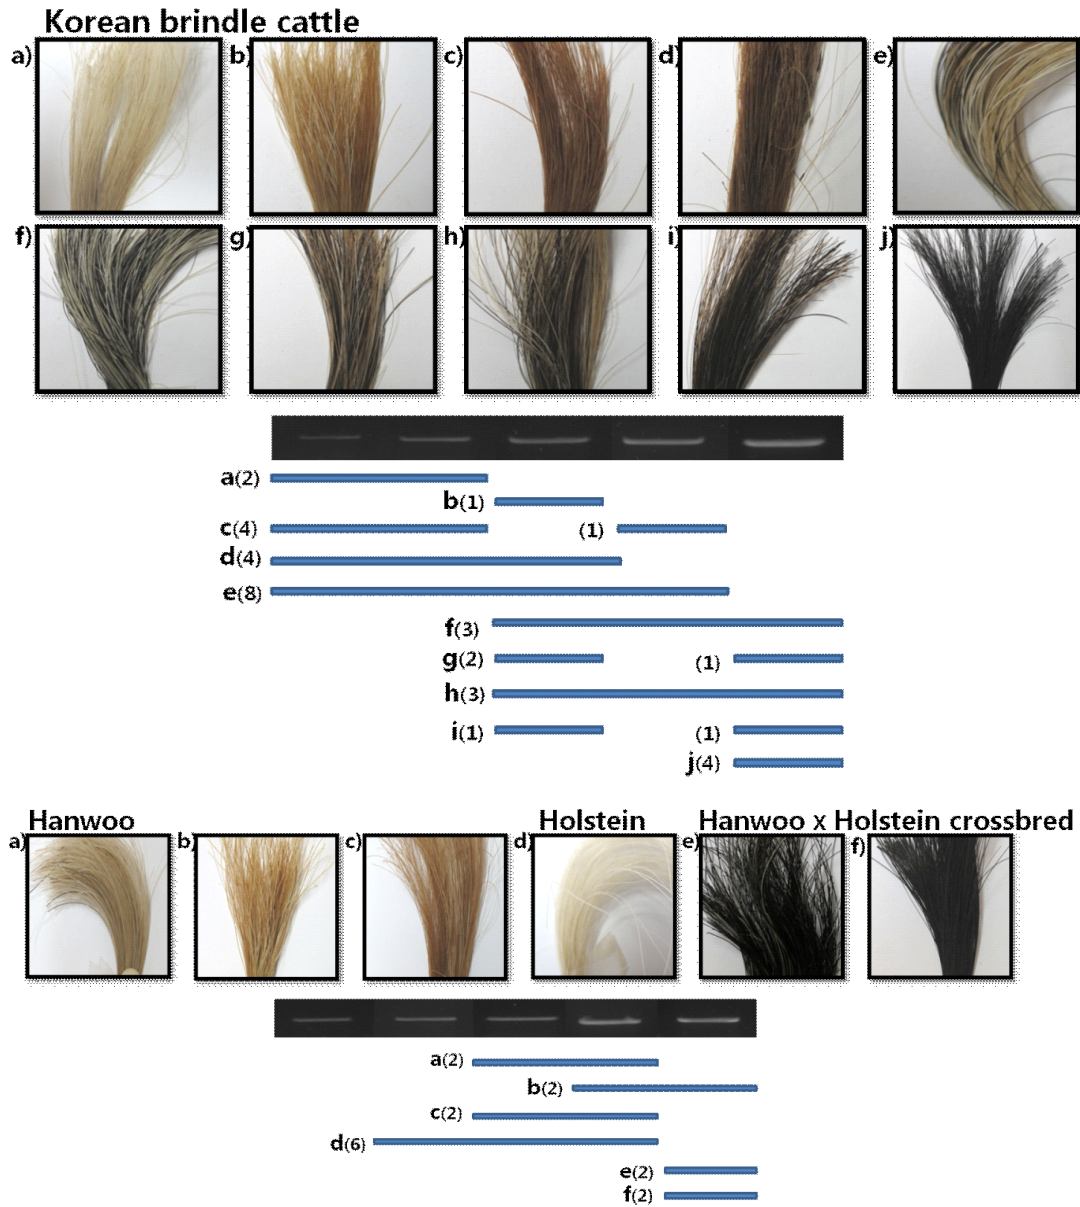 Korean brindle cattle
a) b) c) d) e)
f) g) h) i) j)
a(2)
b(1)
c(4) (1)
d(4)
e(8)
f(3)
g(2) (1)
h(3)
i(1) (1)
j(4)
Hanwoo Holstein Hanwoo x Holstein crossbred
a) b) c) d) e) f)
a(2)
b(2)
c(2)
d(6)
e(2)
f(2)